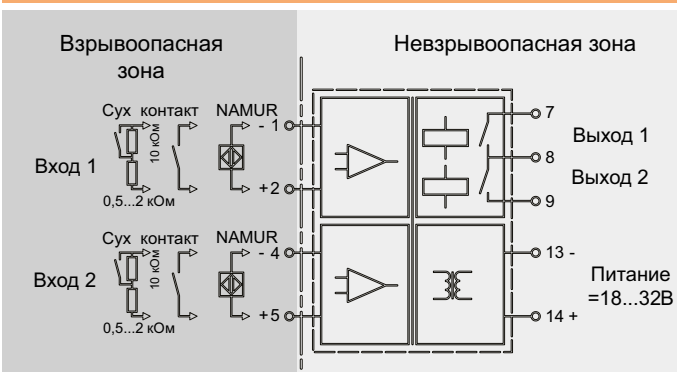 Взрывоопасная
зона
Невзрывоопасная зона
Сух контакт NAMUR
- 1
7
10 кОм
Выход 1
Вход 1
8
Выход 2
+2
9
0,5...2 кОм
Сух контакт NAMUR
- 4
13 -
10 кОм
Вход 2
Питание
=18...32В
+5
14 +
0,5...2 кОм